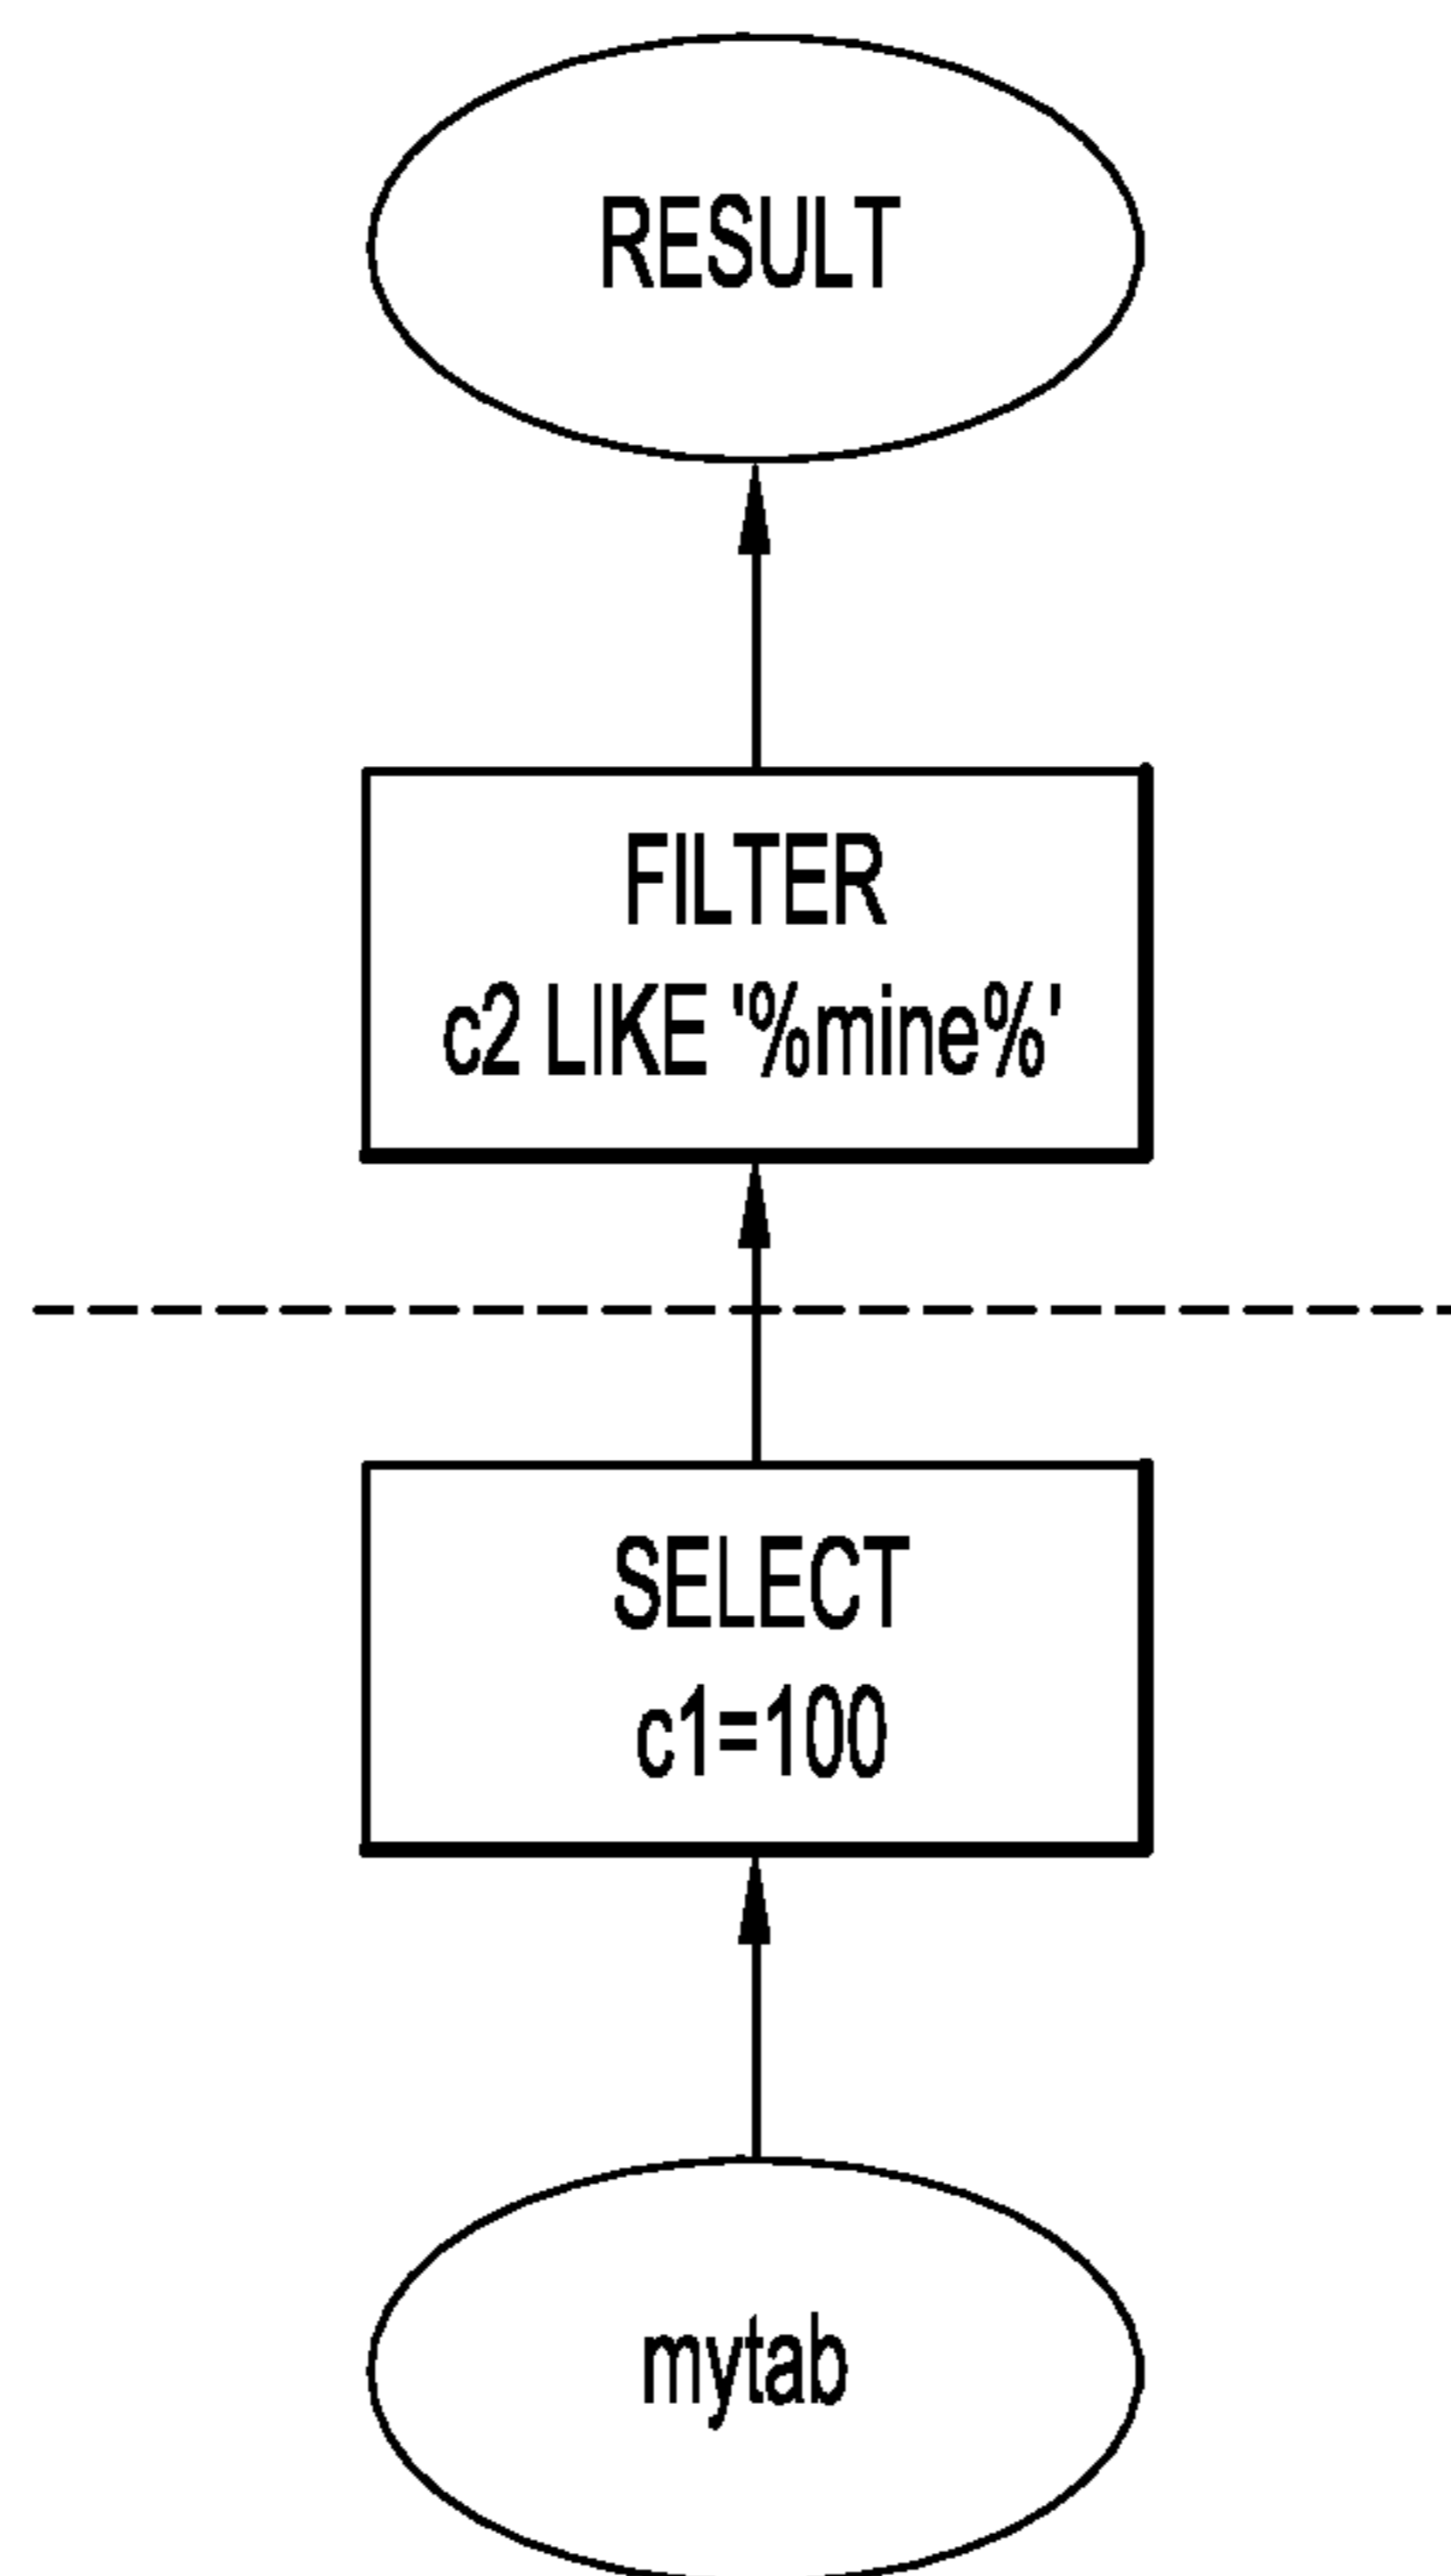 RESULT
FILTER
c2 LIKE '%mine%'
SELECT
c1=100
mytab